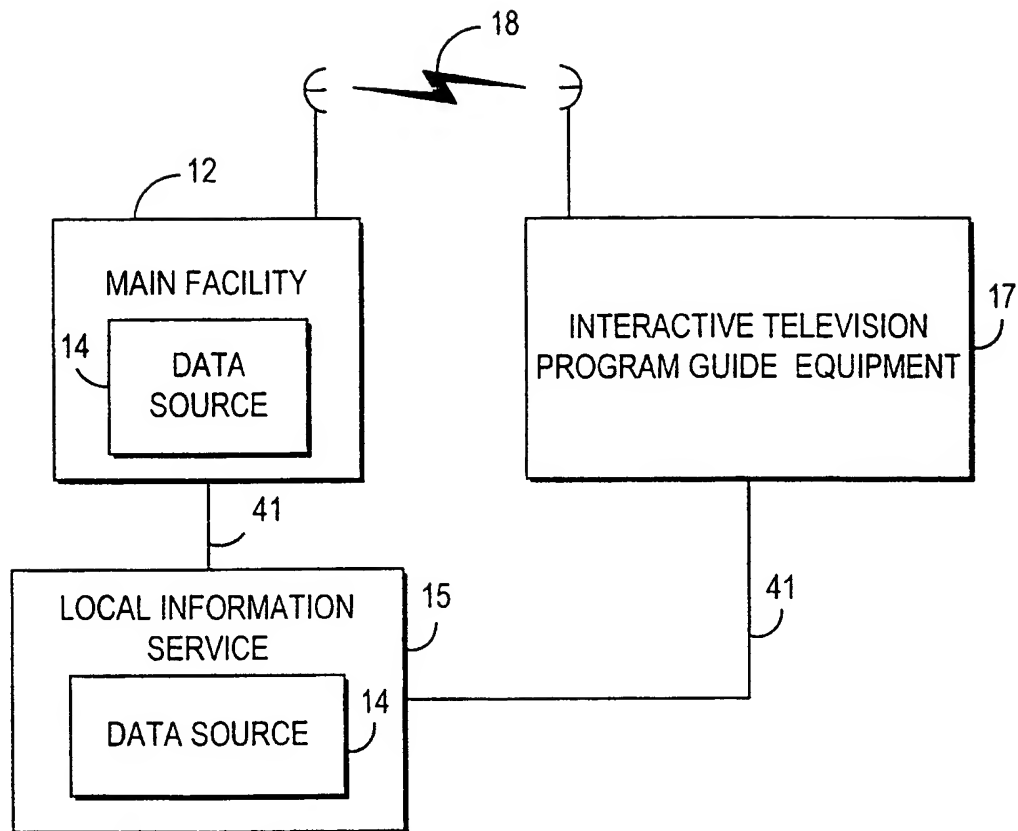 18
12
MAIN FACILITY
14
DATA
SOURCE
17
INTERACTIVE TELEVISION
PROGRAM GUIDE EQUIPMENT
41
LOCAL INFORMATION
SERVICE
15
41
14
DATA SOURCE